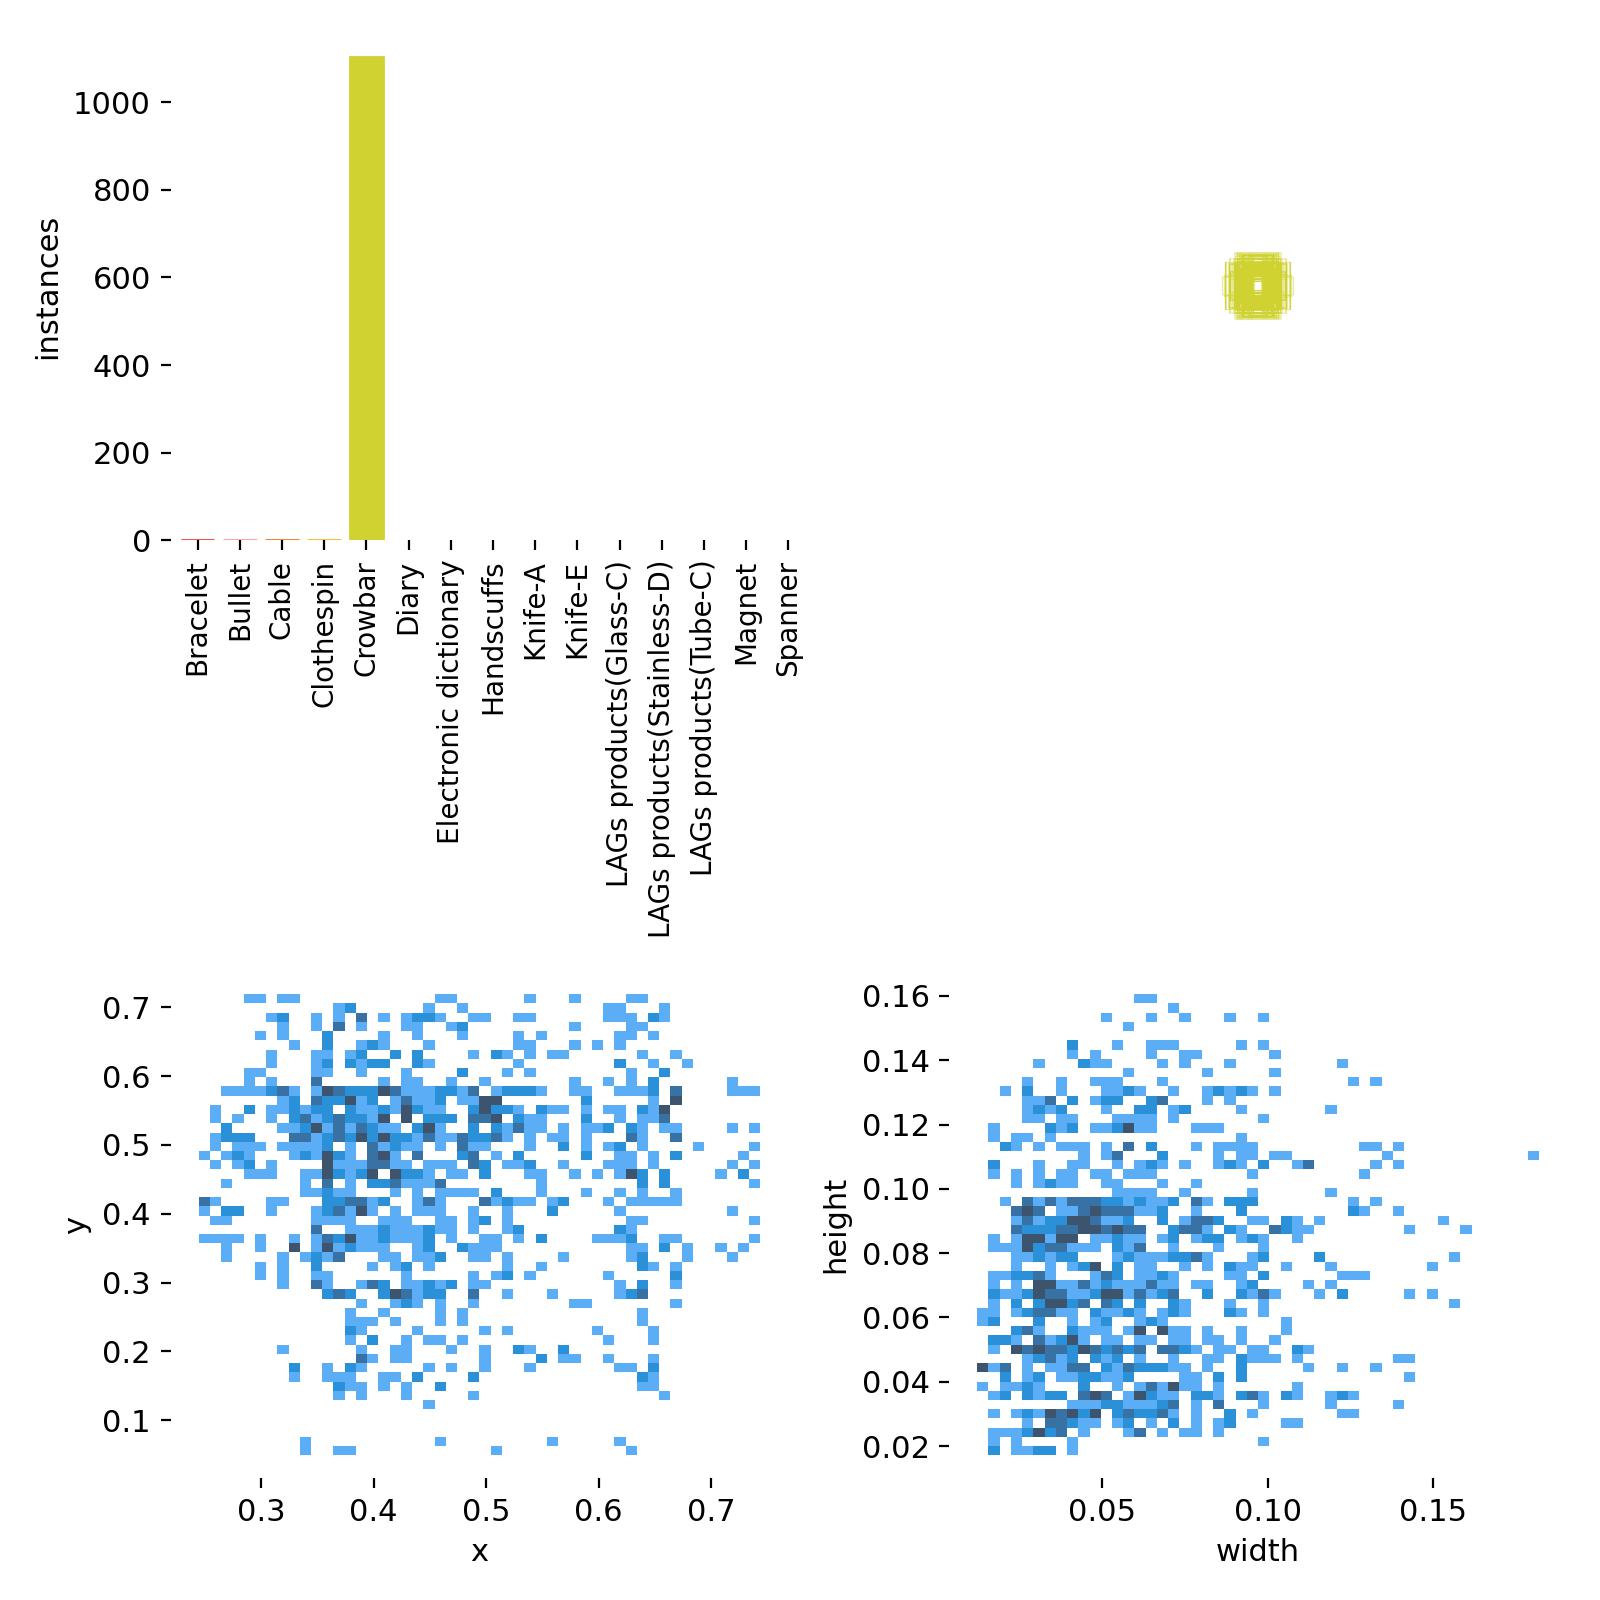 1000
800
600
400
200
0
instances
Bracelet
Bullet
Cable
Clothespin
Crowbar
Diary
Electronic dictionary
Handscuffs
Knife-A
Knife-E
LAGs products(Glass-C)
LAGs products(Stainless-D)
LAGs products(Tube-C)
Magnet
Spanner
0.7
0.6
0.5
0.4
0.3
0.2
0.1
y
0.3 0.4 0.5 0.6 0.7
x
0.16
0.14
0.12
0.10
0.08
0.06
0.04
0.02
height
0.05 0.10 0.15
width